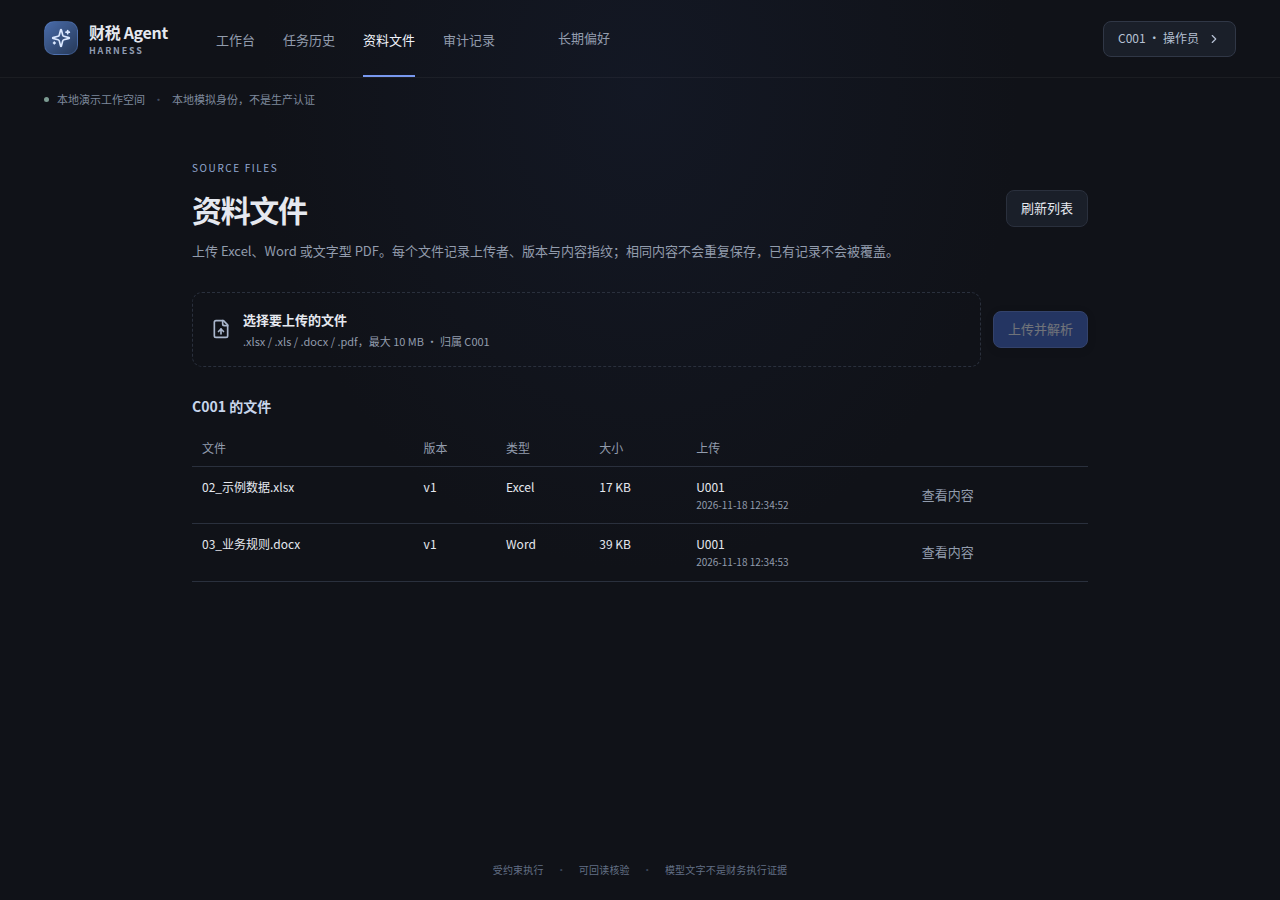 财税 Agent
HARNESS
工作台
任务历史
资料文件
审计记录
长期偏好
C001 · 操作员
本地演示工作空间 · 本地模拟身份，不是生产认证
SOURCE FILES
资料文件
刷新列表
上传 Excel、Word 或文字型 PDF。每个文件记录上传者、版本与内容指纹；相同内容不会重复保存，已有记录不会被覆盖。
选择要上传的文件
.xlsx / .xls / .docx / .pdf，最大 10 MB · 归属 C001
上传并解析
C001 的文件
文件 版本 类型 大小 上传
02_示例数据.xlsx v1 Excel 17 KB U001
2026-11-18 12:34:52
查看内容
03_业务规则.docx v1 Word 39 KB U001
2026-11-18 12:34:53
查看内容
受约束执行 · 可回读核验 · 模型文字不是财务执行证据